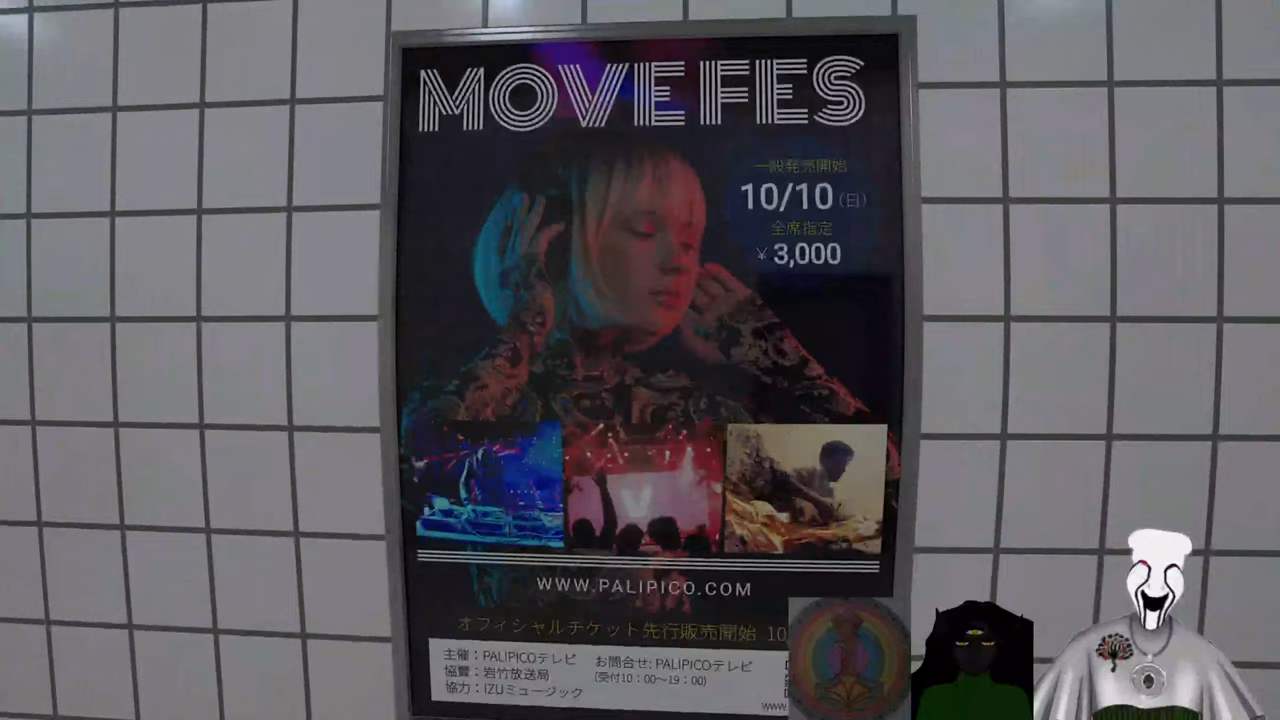 MOVE FES
一般発売開始
10/10(日)
全席指定
¥3,000
V
WWW.PALIPICO.COM
オフィシャルチケット先行販売開始 10
主催:PALIPICOテレビ
協賛:岩竹放送局
協力:IZUミュージック
お問合せ:PALIPICOテレビ
(受付10:00〜19:00)
www.